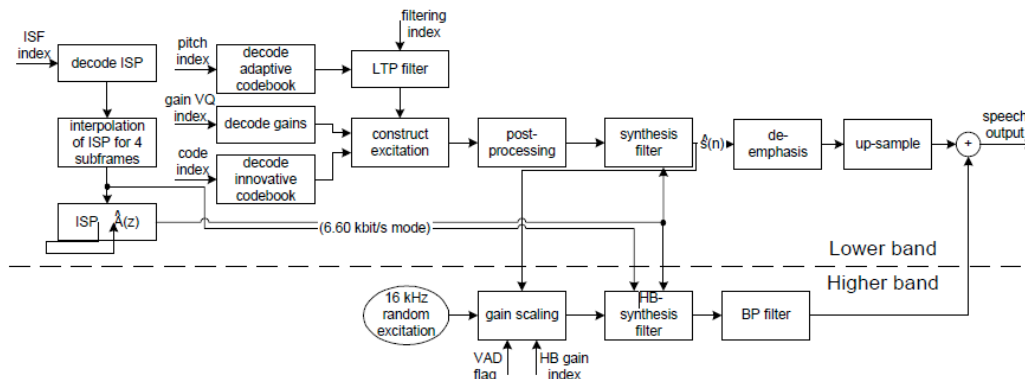 ISF
index
decode ISP
interpolation
of ISP for 4
subframes
ISP Â(z)
pitch
index
decode
adaptive
codebook
filtering
index
LTP filter
gain VQ
index
decode gains
code
index
decode
innovative
codebook
construct
excitation
post-
processing
synthesis
filter
ŝ(n)
de-
emphasis
up-sample
+
speech
output
(6.60 kbit/s mode)
Lower band
Higher band
16 kHz
random
excitation
gain scaling
HB-
synthesis
filter
BP filter
VAD
flag
HB gain
index